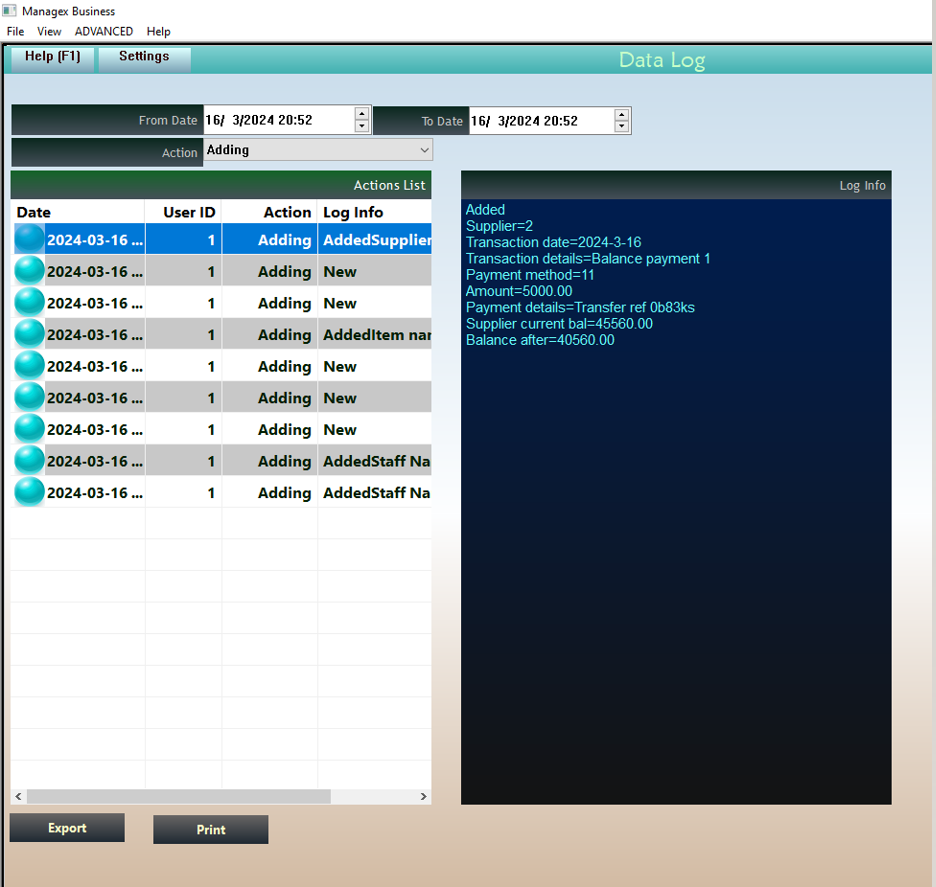 Managex Business
File View ADVANCED Help
Help (F1) Settings Data Log
From Date 16/ 3/2024 20:52 To Date 16/ 3/2024 20:52
Action Adding
Actions List
Date User ID Action Log Info
2024-03-16 ... 1 Adding AddedSupplier
2024-03-16 ... 1 Adding New
2024-03-16 ... 1 Adding New
2024-03-16 ... 1 Adding AddedItem nar
2024-03-16 ... 1 Adding New
2024-03-16 ... 1 Adding New
2024-03-16 ... 1 Adding New
2024-03-16 ... 1 Adding AddedStaff Na
2024-03-16 ... 1 Adding AddedStaff Na
Log Info
Added
Supplier=2
Transaction date=2024-3-16
Transaction details=Balance payment 1
Payment method=11
Amount=5000.00
Payment details=Transfer ref 0b83ks
Supplier current bal=45560.00
Balance after=40560.00
Export Print